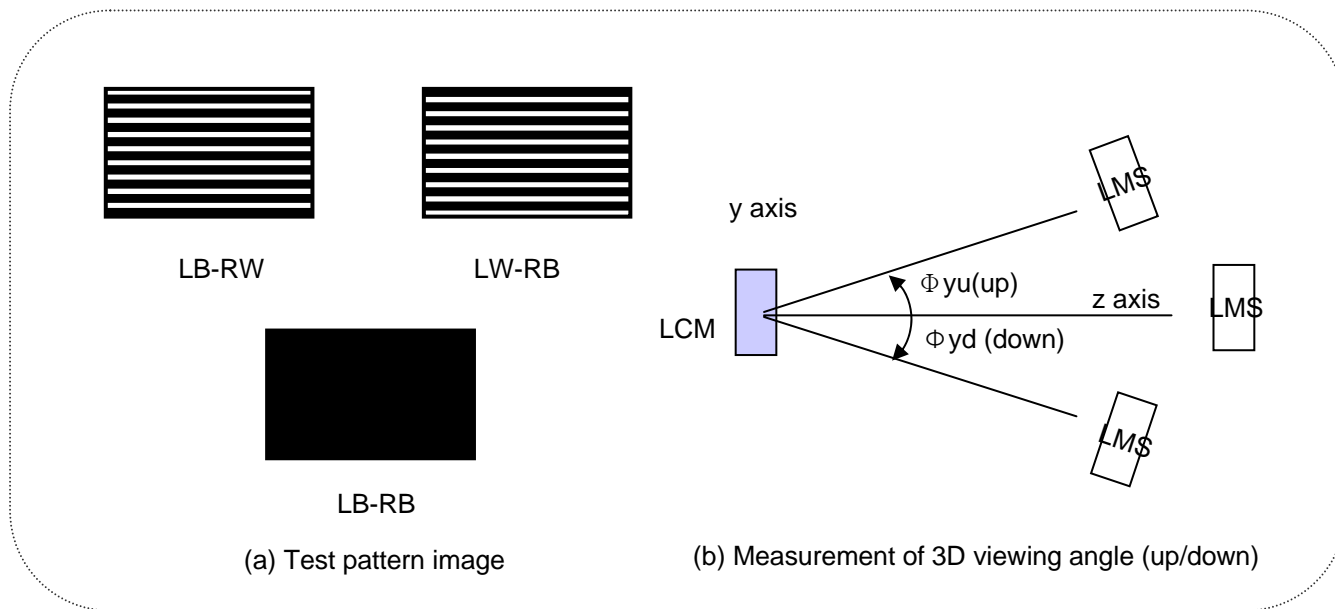 LB-RW
LW-RB
LB-RB
(a) Test pattern image
y axis
LCM
Φyu(up)
z axis
Φyd (down)
LMS
LMS
LMS
(b) Measurement of 3D viewing angle (up/down)